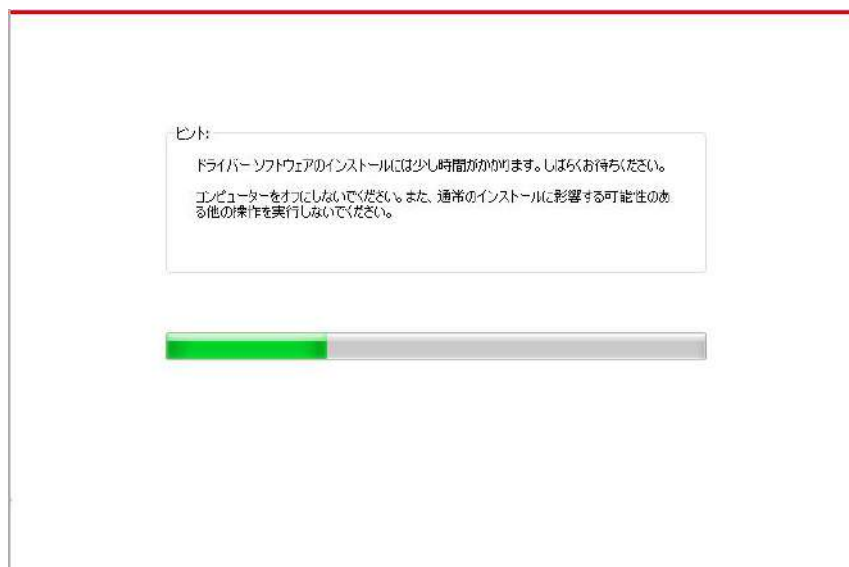 ヒント:
ドライバー ソフトウェアのインストールには少し時間がかかります。しばらくお待ちください。
コンピューターをオフにしないでください。また、通常のインストールに影響する可能性のあ
る他の操作を実行しないでください。